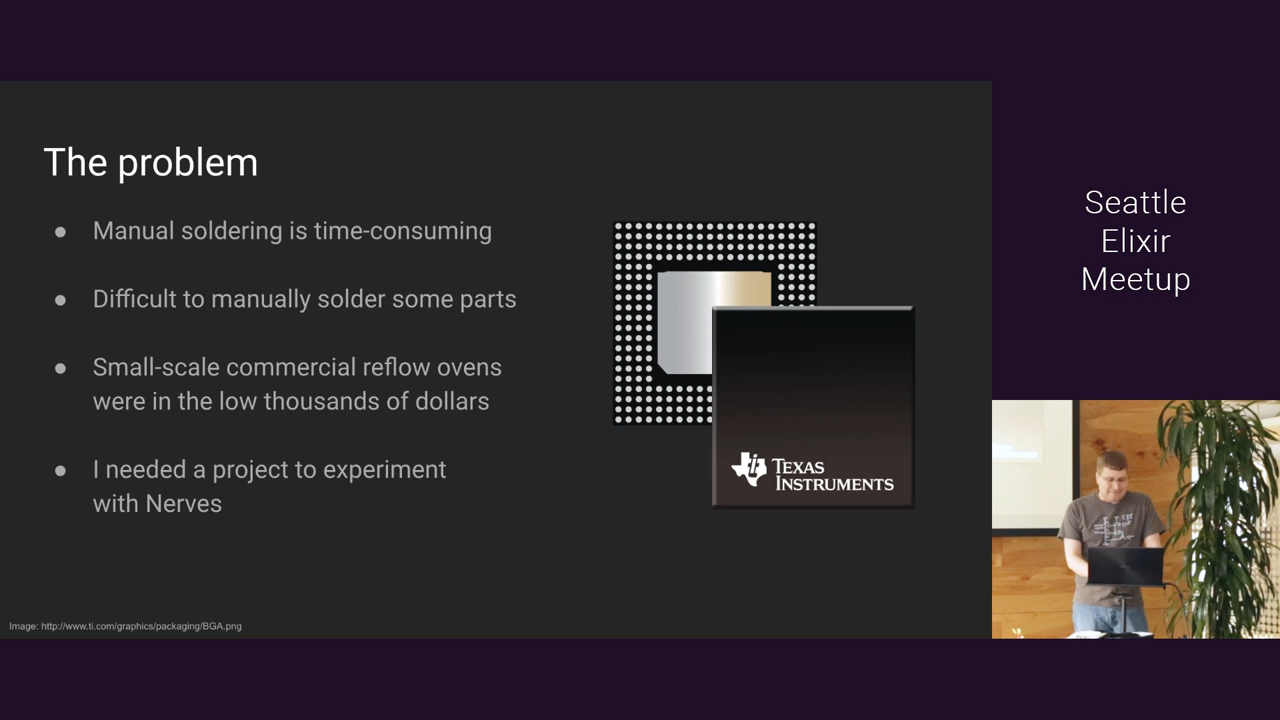 The problem
● Manual soldering is time-consuming
● Difficult to manually solder some parts
● Small-scale commercial reflow ovens
were in the low thousands of dollars
● I needed a project to experiment
with Nerves
TEXAS
INSTRUMENTS
Image: http://www.ti.com/graphics/packaging/BGA.png
Seattle
Elixir
Meetup